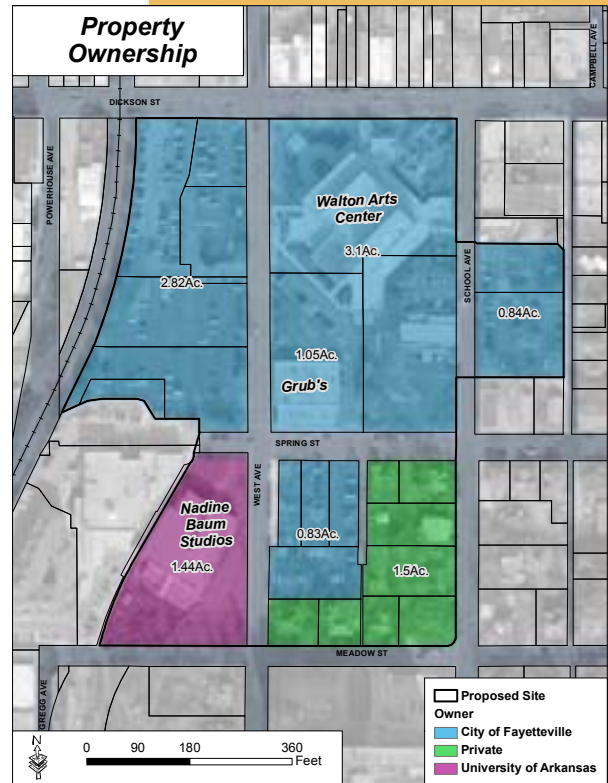 Property
Ownership
DICKSON ST
CAMPBELL AVE
POWERHOUSE AVE
Walton Arts
Center
3.1Ac.
SCHOOL AVE
2.82Ac.
0.84Ac.
1.05Ac.
Grub's
SPRING ST
WEST AVE
Nadine
Baum
Studios
1.44Ac.
0.83Ac.
1.5Ac.
MEADOW ST
GREGG AVE
N
0 90 180 360
Feet
Proposed Site
Owner
City of Fayetteville
Private
University of Arkansas